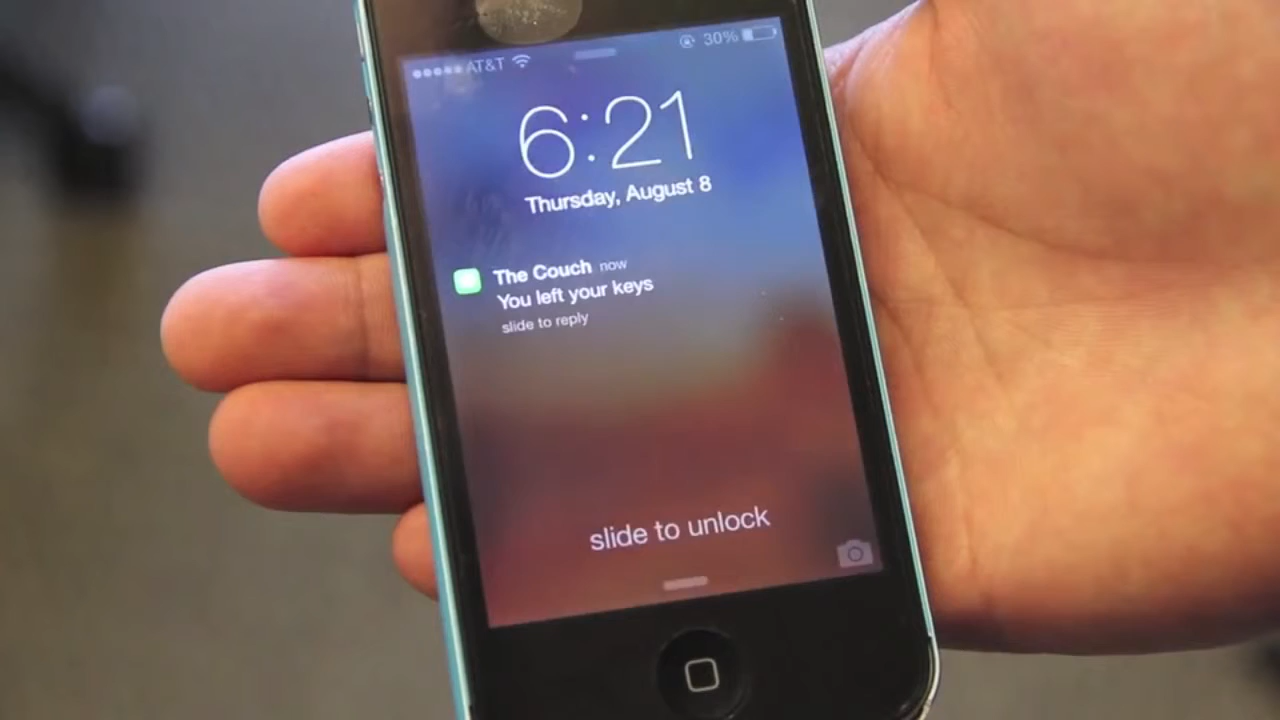 AT&T 30%
6:21
Thursday, August 8
The Couch now
You left your keys
slide to reply
slide to unlock